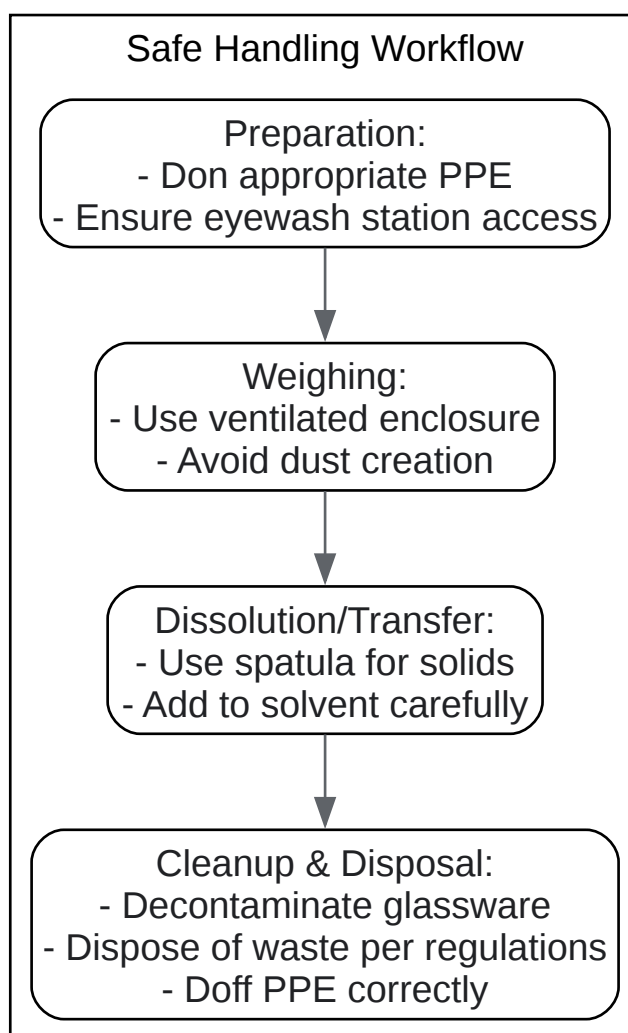 Safe Handling Workflow
Preparation:
- Don appropriate PPE
- Ensure eyewash station access
Weighing:
- Use ventilated enclosure
- Avoid dust creation
Dissolution/Transfer:
- Use spatula for solids
- Add to solvent carefully
Cleanup & Disposal:
- Decontaminate glassware
- Dispose of waste per regulations
- Doff PPE correctly